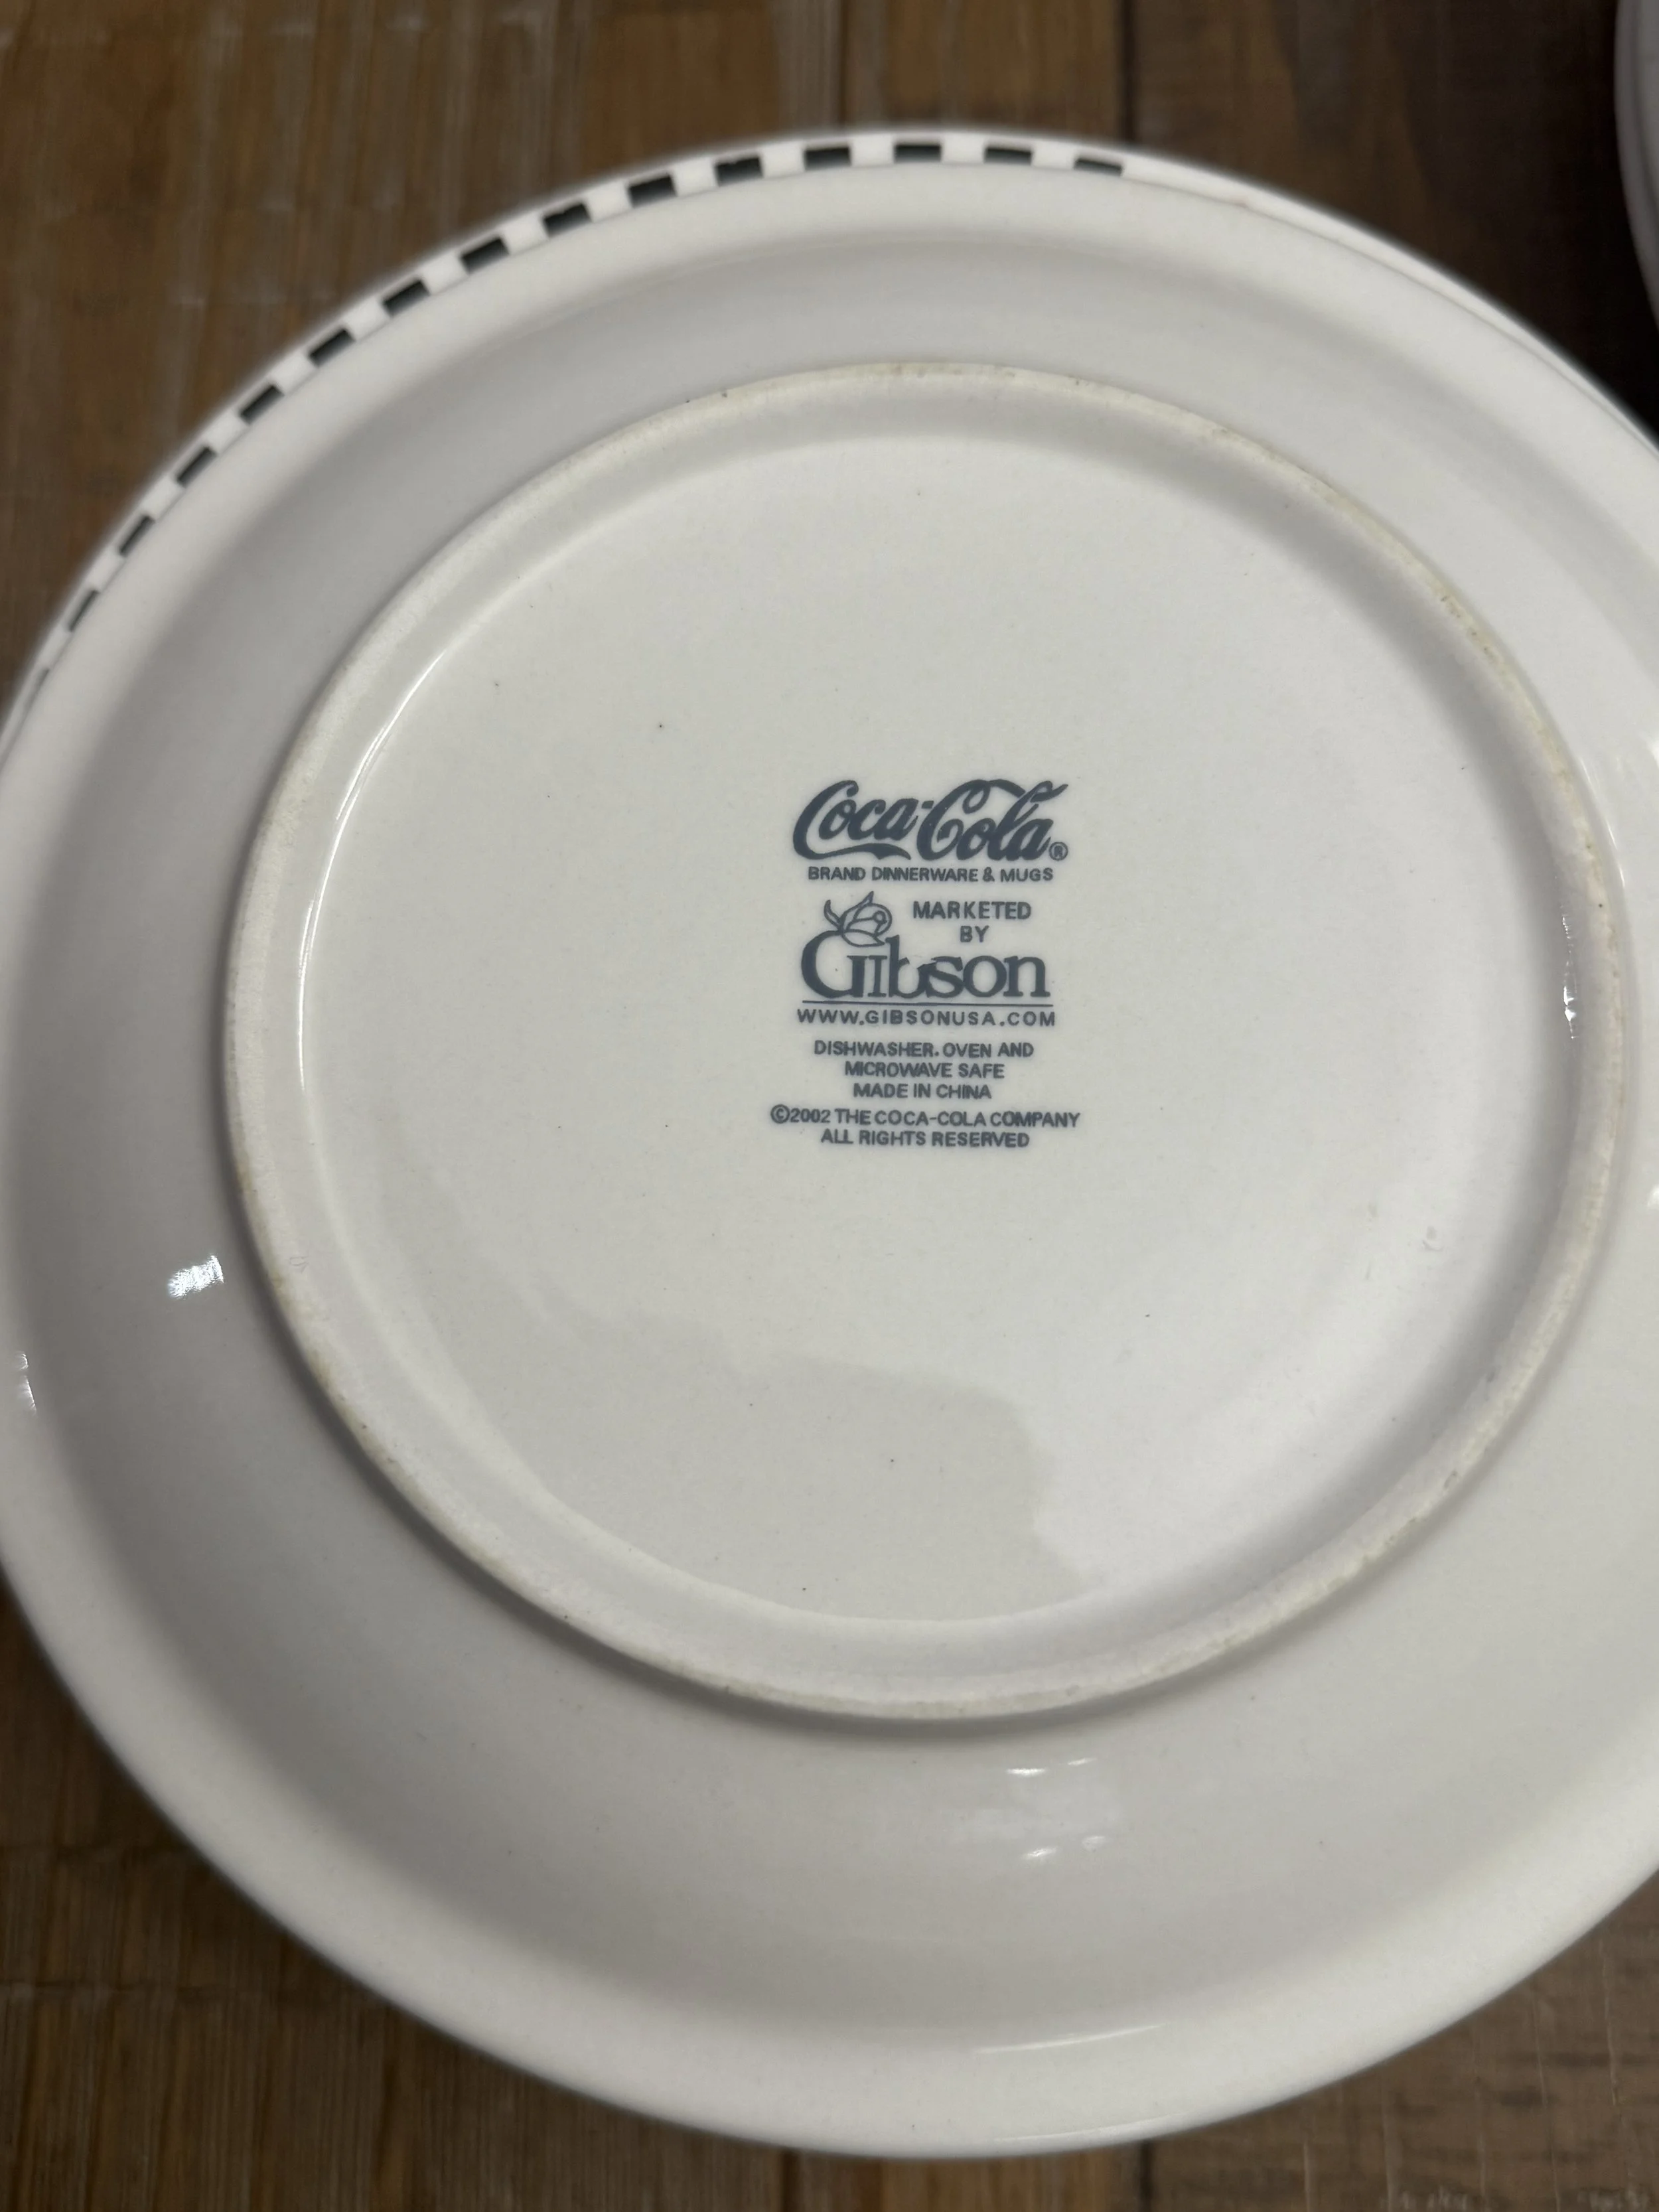 Coca-Cola®
BRAND DINNERWARE & MUGS
MARKETED
BY
Gibson
WWW.GIBSONUSA.COM
DISHWASHER, OVEN AND
MICROWAVE SAFE
MADE IN CHINA
©2002 THE COCA-COLA COMPANY
ALL RIGHTS RESERVED